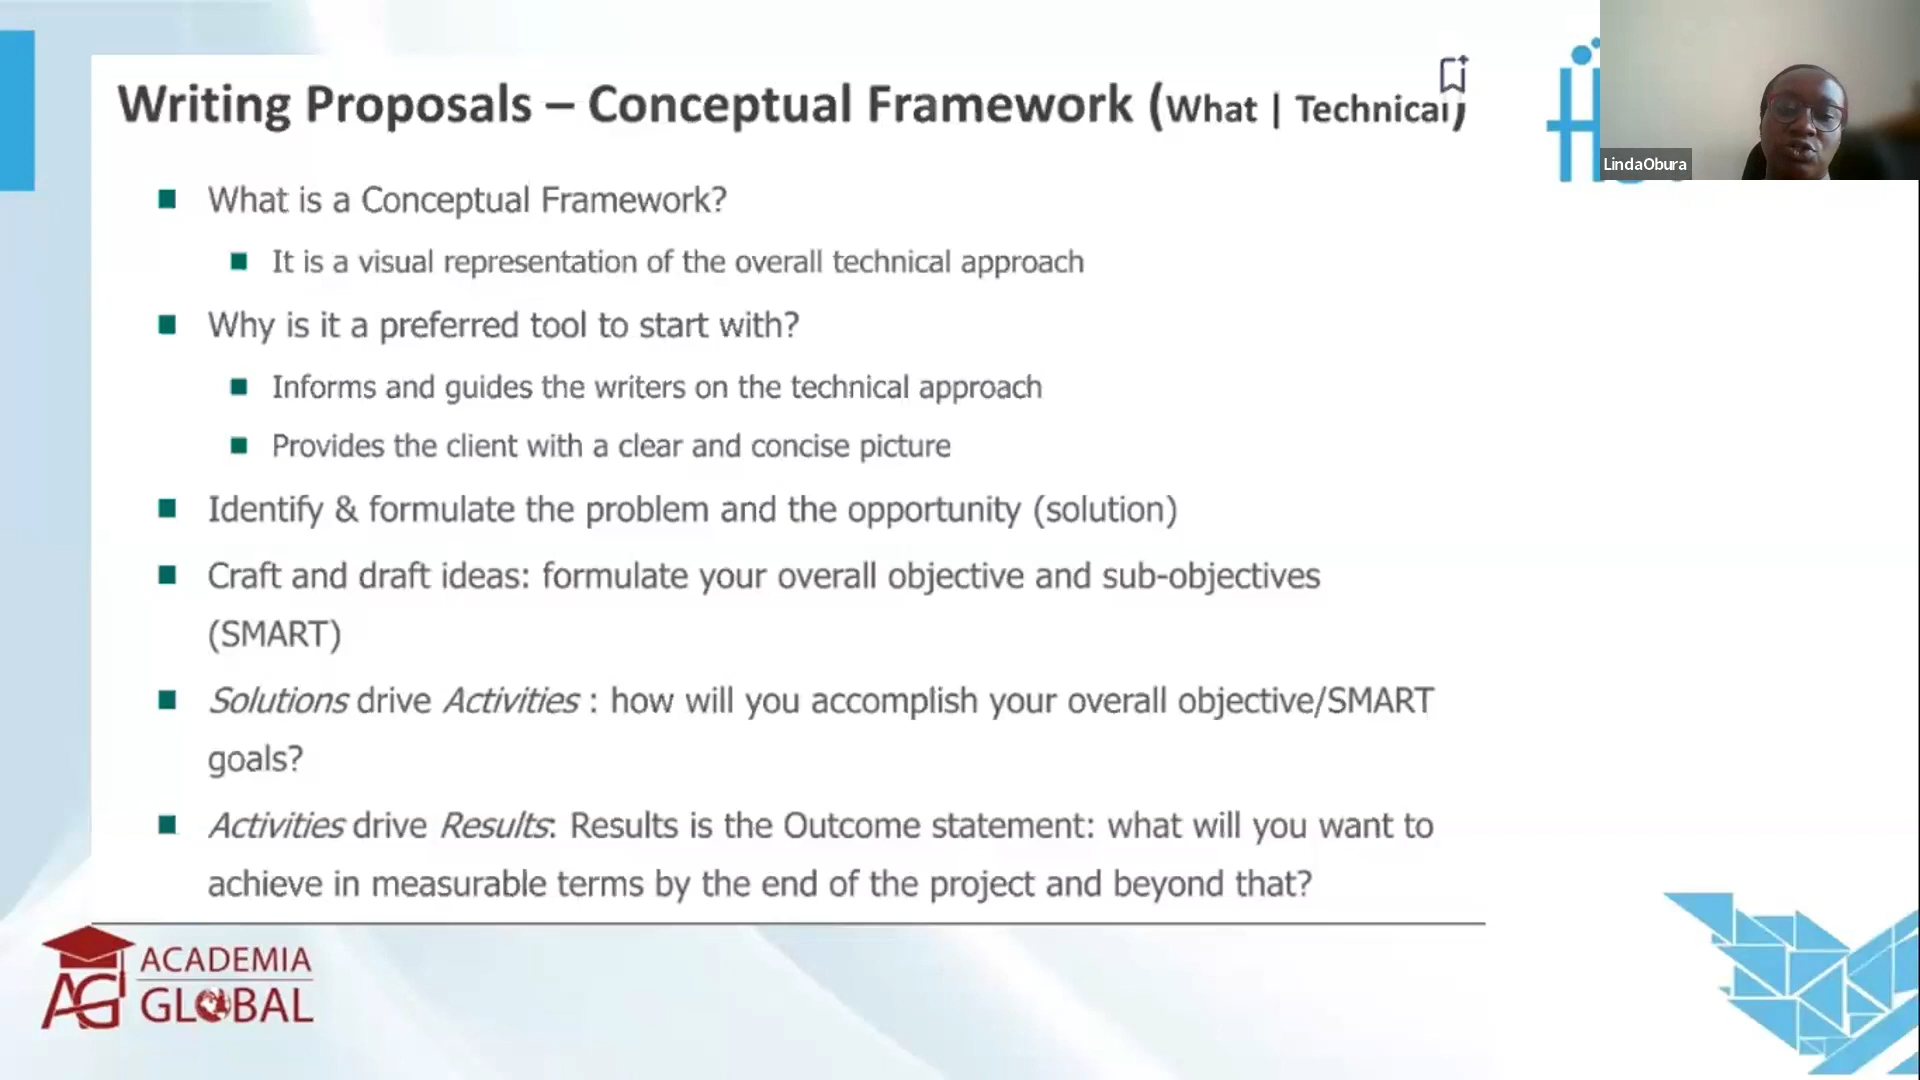 Writing Proposals – Conceptual Framework (What | Technical)
LindaObura
What is a Conceptual Framework?
It is a visual representation of the overall technical approach
Why is it a preferred tool to start with?
Informs and guides the writers on the technical approach
Provides the client with a clear and concise picture
Identify & formulate the problem and the opportunity (solution)
Craft and draft ideas: formulate your overall objective and sub-objectives
(SMART)
Solutions drive Activities : how will you accomplish your overall objective/SMART
goals?
Activities drive Results: Results is the Outcome statement: what will you want to
achieve in measurable terms by the end of the project and beyond that?
AG ACADEMIA
GLOBAL